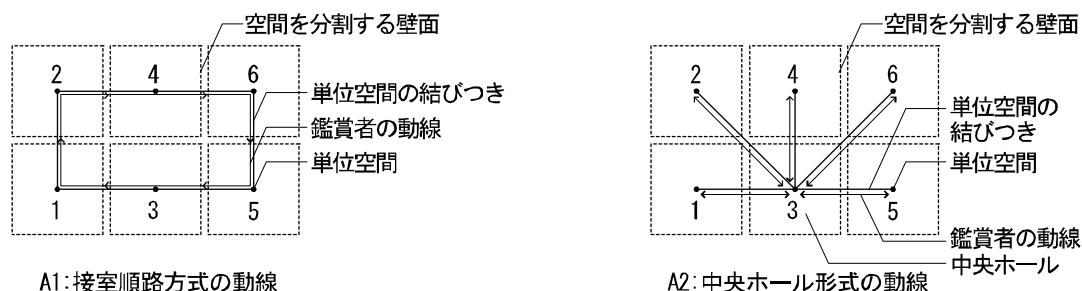 空間を分割する壁面
2 4 6
単位空間の結びつき
鑑賞者の動線
単位空間
1 3 5
A1:接室順路方式の動線
空間を分割する壁面
2 4 6
単位空間の
結びつき
単位空間
1 3 5
鑑賞者の動線
中央ホール
A2:中央ホール形式の動線